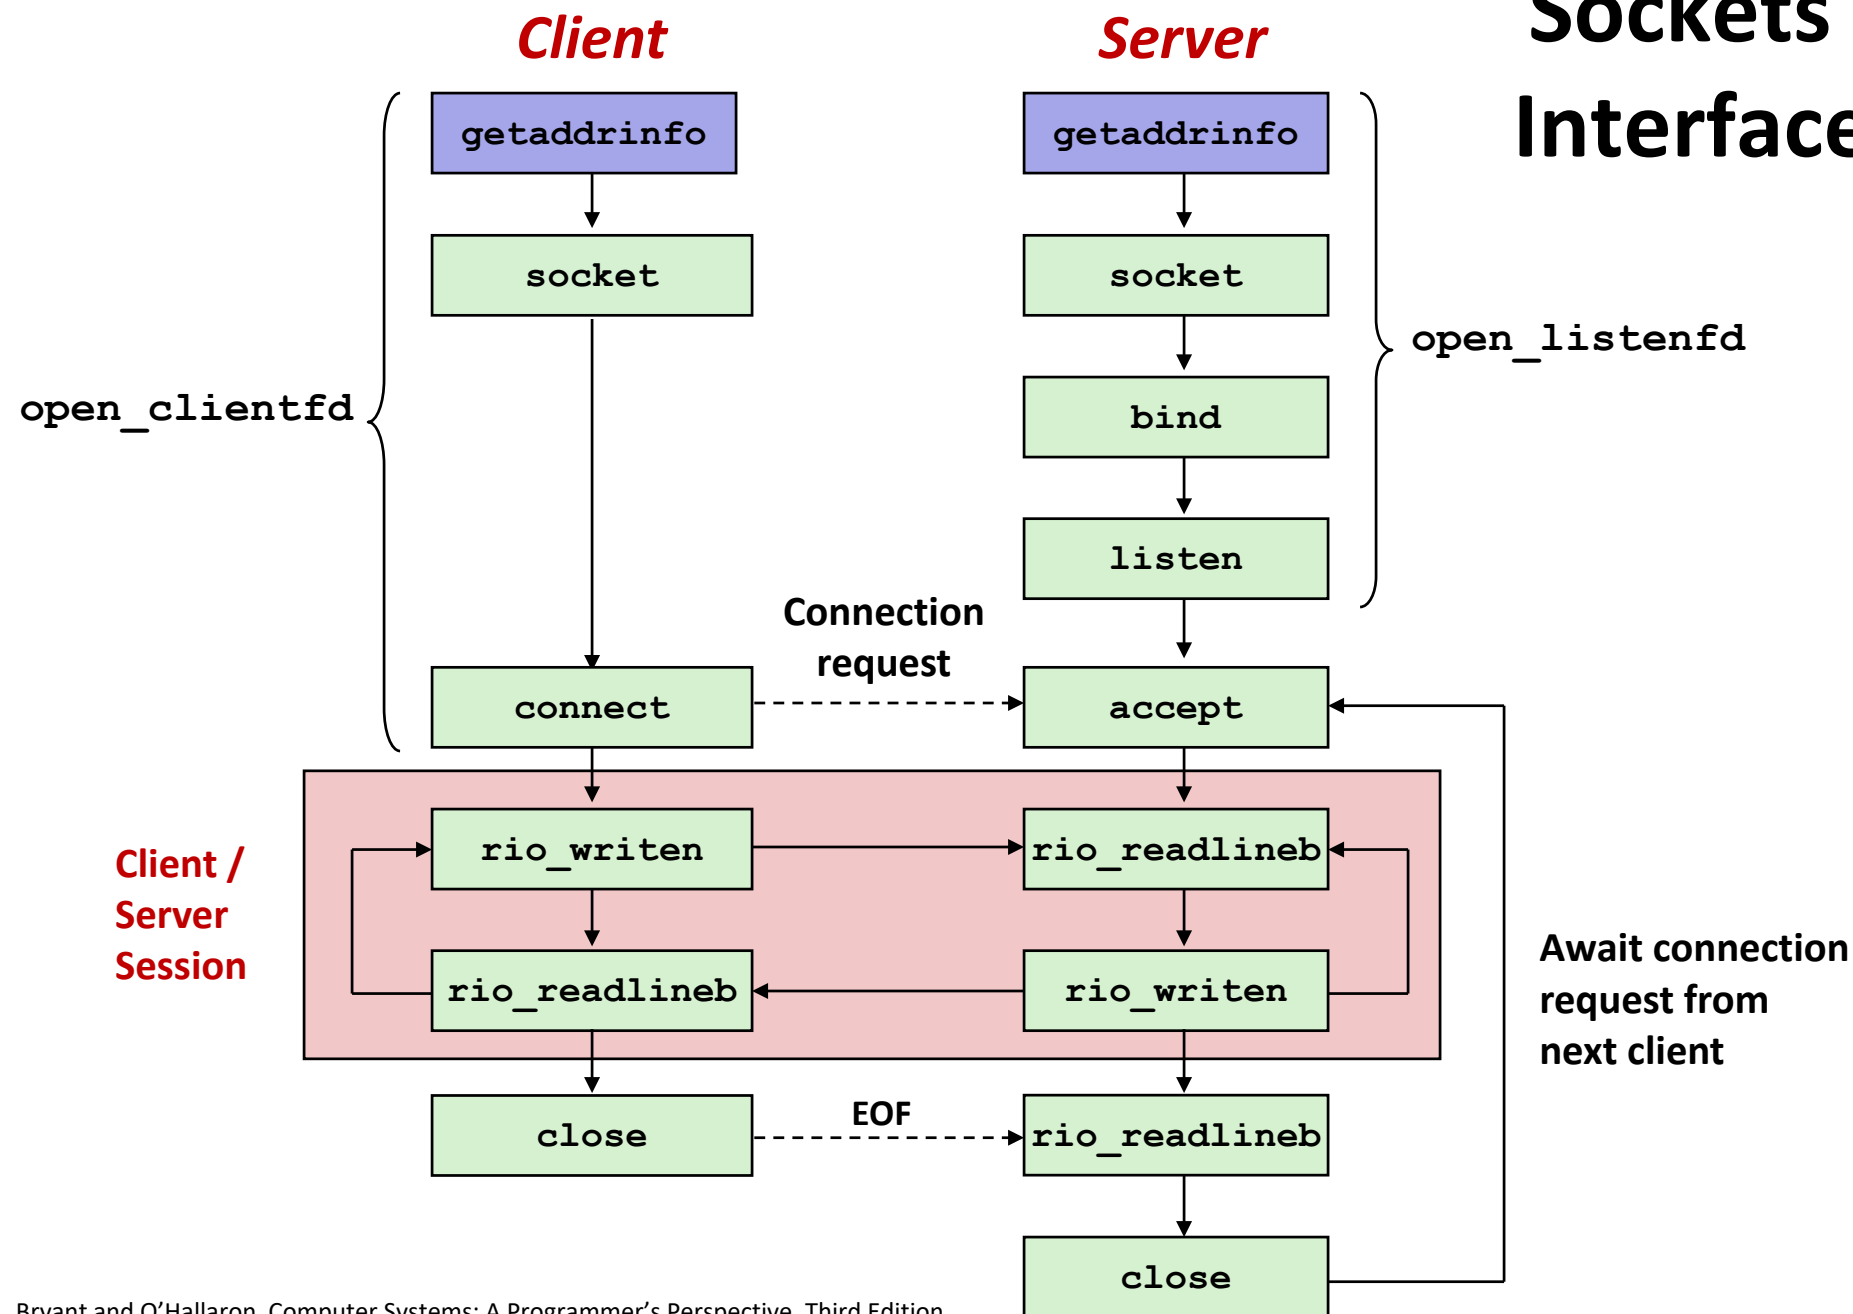 Sockets
Interface
Client
Server
getaddrinfo
getaddrinfo
socket
socket
open_listenfd
bind
open_clientfd
listen
Connection
request
connect
accept
Client /
Server
Session
rio_writen
rio_readlineb
rio_readlineb
rio_writen
Await connection
request from
next client
close
EOF
rio_readlineb
close
Bryant and O'Hallaron, Computer Systems: A Programmer's Perspective, Third Edition